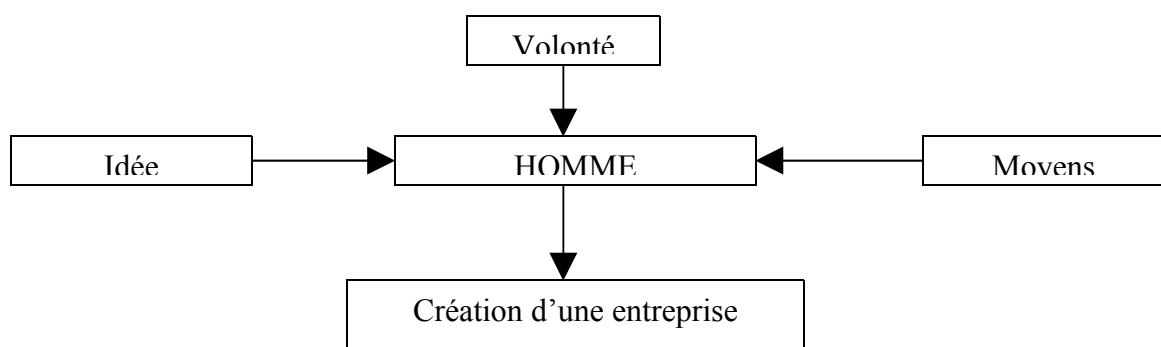 Volonté
Idée
HOMME
Moyens
Création d’une entreprise